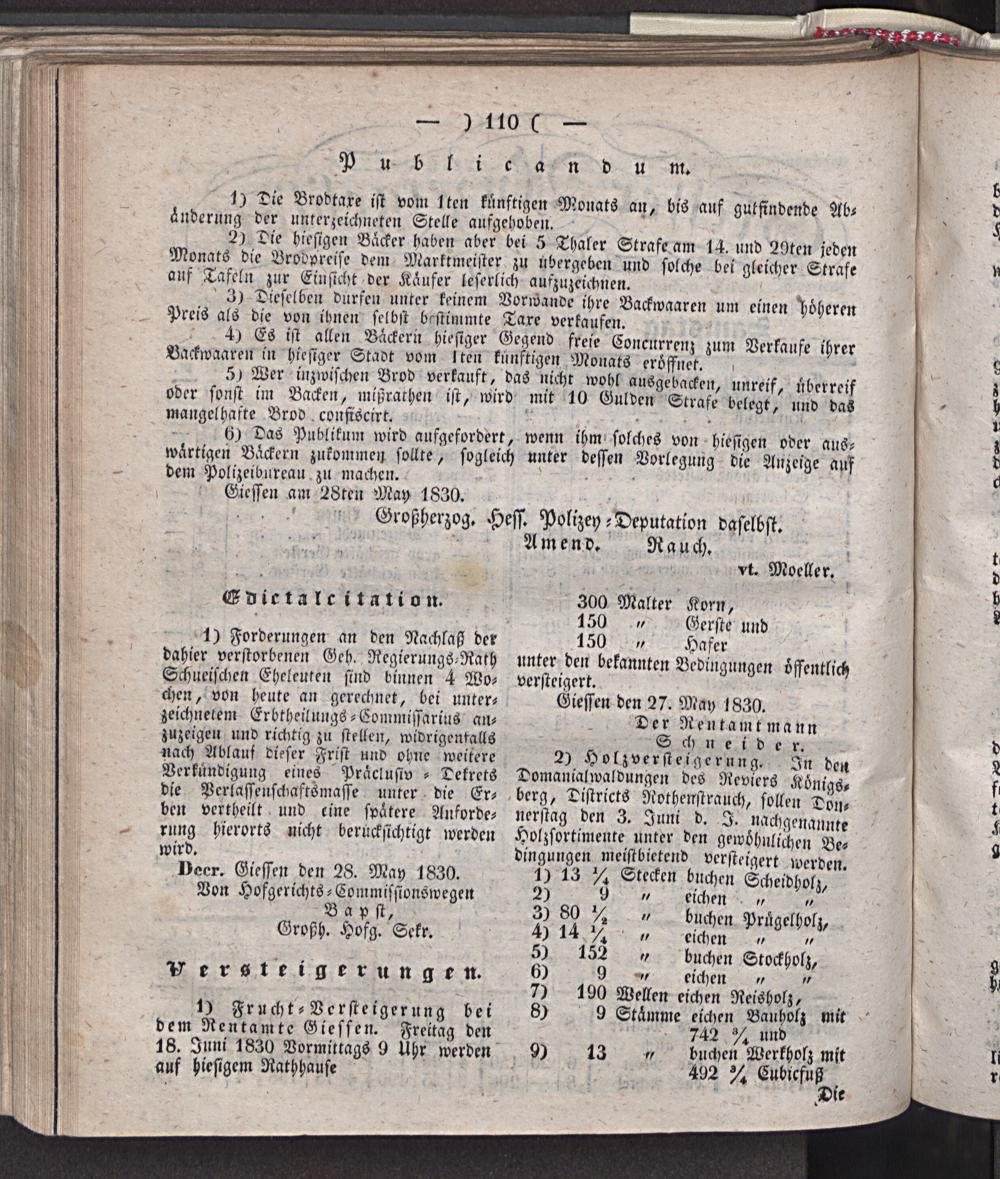 — ) 110 ( —
Publicandum.
1) Die Brodtaxe ist vom 1ten künftigen Monats an, bis auf gutfindende Ab-
änderung der unterzeichneten Stelle aufgehoben.
2) Die hiesigen Bäcker haben aber bei 5 Thaler Strafe am 14. und 29ten jeden
Monats die Brodpreise dem Marktmeister zu übergeben und solche bei gleicher Strafe
auf Tafeln zur Einsicht der Käufer leserlich aufzuzeichnen.
3) Dieselben dürfen unter keinem Vorwande ihre Backwaaren um einen höheren
Preis als die von ihnen selbst bestimmte Taxe verkaufen.
4) Es ist allen Bäckern hiesiger Gegend freie Concurrenz zum Verkaufe ihrer
Backwaaren in hiesiger Stadt vom 1ten künftigen Monats eröffnet.
5) Wer inzwischen Brod verkauft, das nicht wohl ausgebacken, unreif, überreif
oder sonst im Backen, mißrathen ist, wird mit 10 Gulden Strafe belegt, und das
mangelhafte Brod confiscirt.
6) Das Publikum wird aufgefordert, wenn ihm solches von hiesigen oder aus-
wärtigen Bäckern zukommen sollte, sogleich unter dessen Vorlegung die Anzeige auf
dem Polizeibureau zu machen.
Giessen am 28ten May 1830.
Großherzog. Hess. Polizey-Deputation daselbst.
Amend. Rauch.
vt. Moeller.
Edictalcitation.
1) Forderungen an den Nachlaß der
dahier verstorbenen Geh. Regierungs-Rath
Schueischen Eheleuten sind binnen 4 Wo-
chen, von heute an gerechnet, bei unter-
zeichnetem Erbtheilungs-Commissarius an-
zuzeigen und richtig zu stellen, widrigenfalls
nach Ablauf dieser Frist und ohne weitere
Verkündigung eines Präclusiv-Dekrets
die Verlassenschaftsmasse unter die Er-
ben vertheilt und eine spätere Anforde-
rung hierorts nicht berücksichtigt werden
wird.
Decr. Giessen den 28. May 1830.
Von Hofgerichts-Commissionswegen
Bapst,
Großh. Hofg. Sekr.
Versteigerungen.
1) Frucht-Versteigerung bei
dem Rentamte Giessen. Freitag den
18. Juni 1830 Vormittags 9 Uhr werden
auf hiesigem Rathhause
300 Malter Korn,
150 „ Gerste und
150 „ Hafer
unter den bekannten Bedingungen öffentlich
versteigert.
Giessen den 27. May 1830.
Der Rentamtmann
Schneider.
2) Holzversteigerung. In den
Domanialwaldungen des Reviers Königs-
berg, Districts Rothenstrauch, sollen Don-
nerstag den 3. Juni d. J. nachgenannte
Holzsortimente unter den gewöhnlichen Be-
dingungen meistbietend versteigert werden.
1) 13 ¼ Stecken buchen Scheidholz,
2) 9 „ eichen „ „
3) 80 ½ „ buchen Prügelholz,
4) 14 ¼ „ eichen „ „
5) 152 „ buchen Stockholz,
6) 9 „ eichen „ „
7) 190 Wellen eichen Reisholz,
8) 9 Stämme eichen Bauholz mit
742 ¾ und
9) 13 „ buchen Werkholz mit
492 ¾ Cubicfuß
Die